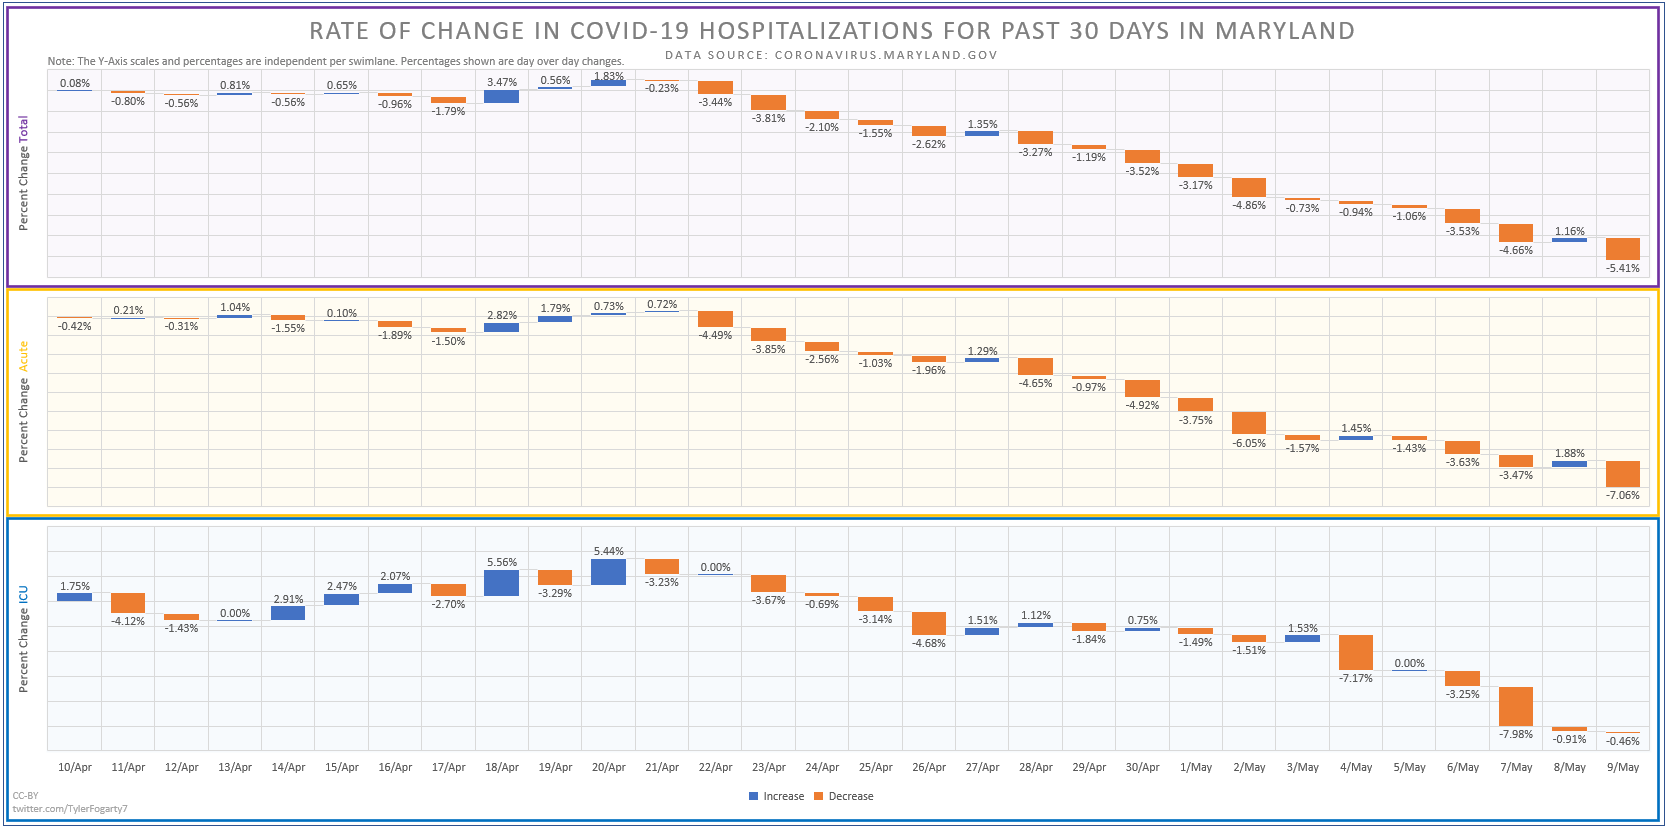 RATE OF CHANGE IN COVID-19 HOSPITALIZATIONS FOR PAST 30 DAYS IN MARYLAND
DATA SOURCE: CORONAVIRUS.MARYLAND.GOV
Note: The Y-Axis scales and percentages are independent per swimlane. Percentages shown are day over day changes.
Percent Change Total
0.08% -0.80% -0.56% 0.81% -0.56% 0.65% -0.96% -1.79% 3.47% 0.56% 1.83% -0.23% -3.44% -3.81% -2.10% -1.55% -2.62% 1.35% -3.27% -1.19% -3.52% -3.17% -4.86% -0.73% -0.94% -1.06% -3.53% -4.66% 1.16% -5.41%
Percent Change Acute
-0.42% 0.21% -0.31% 1.04% -1.55% 0.10% -1.89% -1.50% 2.82% 1.79% 0.73% 0.72% -4.49% -3.85% -2.56% -1.03% -1.96% 1.29% -4.65% -0.97% -4.92% -3.75% -6.05% -1.57% 1.45% -1.43% -3.63% -3.47% 1.88% -7.06%
Percent Change ICU
1.75% -4.12% -1.43% 0.00% 2.91% 2.47% 2.07% -2.70% 5.56% -3.29% 5.44% -3.23% 0.00% -3.67% -0.69% -3.14% -4.68% 1.51% 1.12% -1.84% 0.75% -1.49% -1.51% 1.53% -7.17% 0.00% -3.25% -7.98% -0.91% -0.46%
10/Apr 11/Apr 12/Apr 13/Apr 14/Apr 15/Apr 16/Apr 17/Apr 18/Apr 19/Apr 20/Apr 21/Apr 22/Apr 23/Apr 24/Apr 25/Apr 26/Apr 27/Apr 28/Apr 29/Apr 30/Apr 1/May 2/May 3/May 4/May 5/May 6/May 7/May 8/May 9/May
Increase Decrease
CC-BY
twitter.com/TylerFogarty7